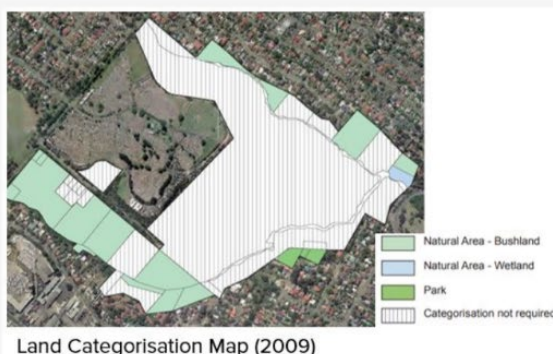 Natural Area - Bushland
Natural Area - Wetland
Park
Categorisation not required
Land Categorisation Map (2009)